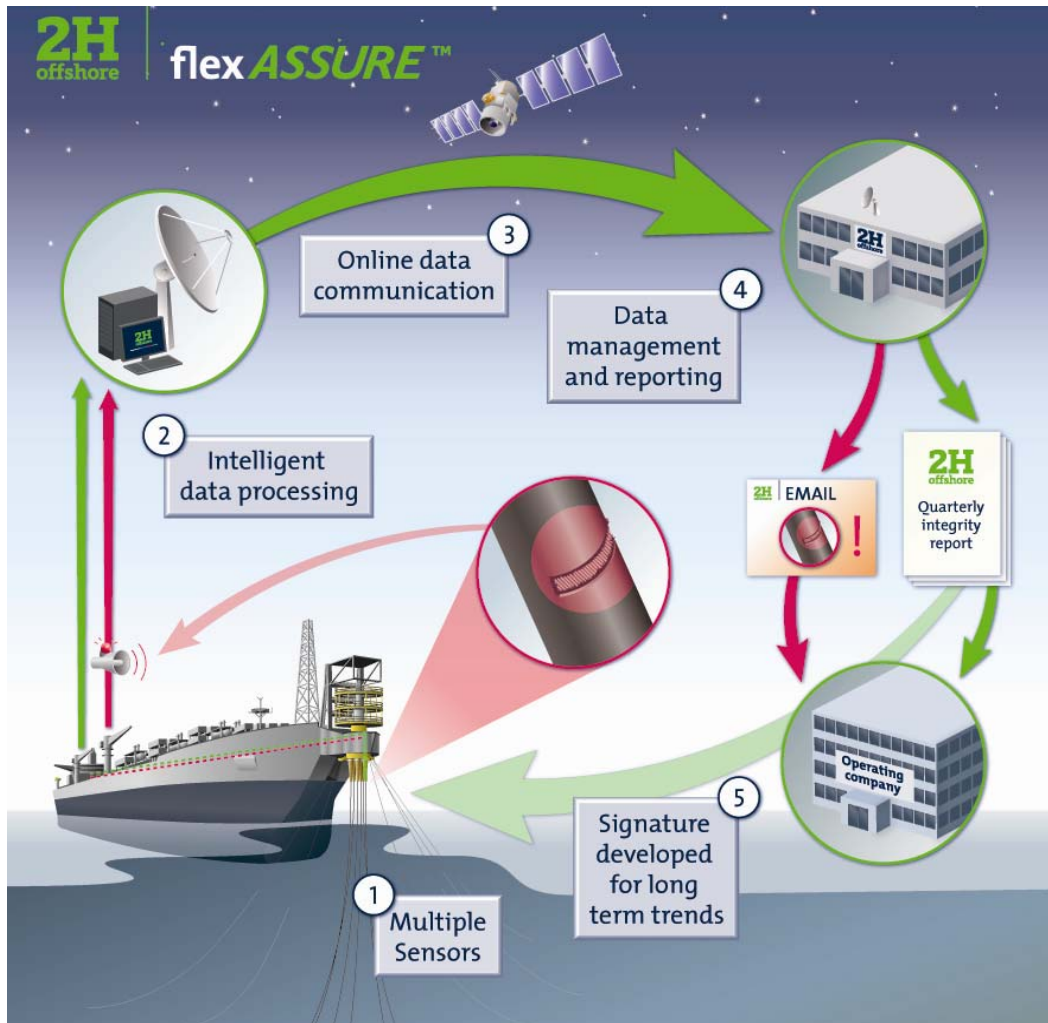 2H
offshore
flexASSURE™
3
Online data
communication
2H
offshore
4
Data
management
and reporting
2H
offshore
2
Intelligent
data processing
2H EMAIL
!
2H
offshore
Quarterly
integrity
report
Operating
company
5
Signature
developed
for long
term trends
1
Multiple
Sensors